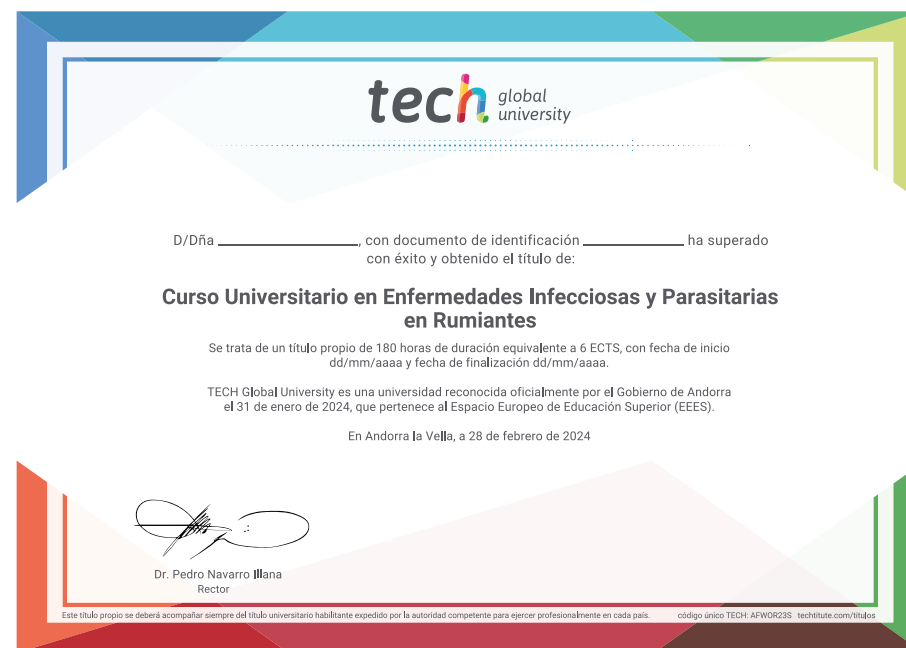 tech global university
D/Dña ____________________, con documento de identificación ______________ ha superado
con éxito y obtenido el título de:
Curso Universitario en Enfermedades Infecciosas y Parasitarias
en Rumiantes
Se trata de un título propio de 180 horas de duración equivalente a 6 ECTS, con fecha de inicio
dd/mm/aaaa y fecha de finalización dd/mm/aaaa.
TECH Global University es una universidad reconocida oficialmente por el Gobierno de Andorra
el 31 de enero de 2024, que pertenece al Espacio Europeo de Educación Superior (EEES).
En Andorra la Vella, a 28 de febrero de 2024
Dr. Pedro Navarro Illana
Rector
Este título propio se deberá acompañar siempre del título universitario habilitante expedido por la autoridad competente para ejercer profesionalmente en cada país. código único TECH: AFWOR23S techtitute.com/titulos